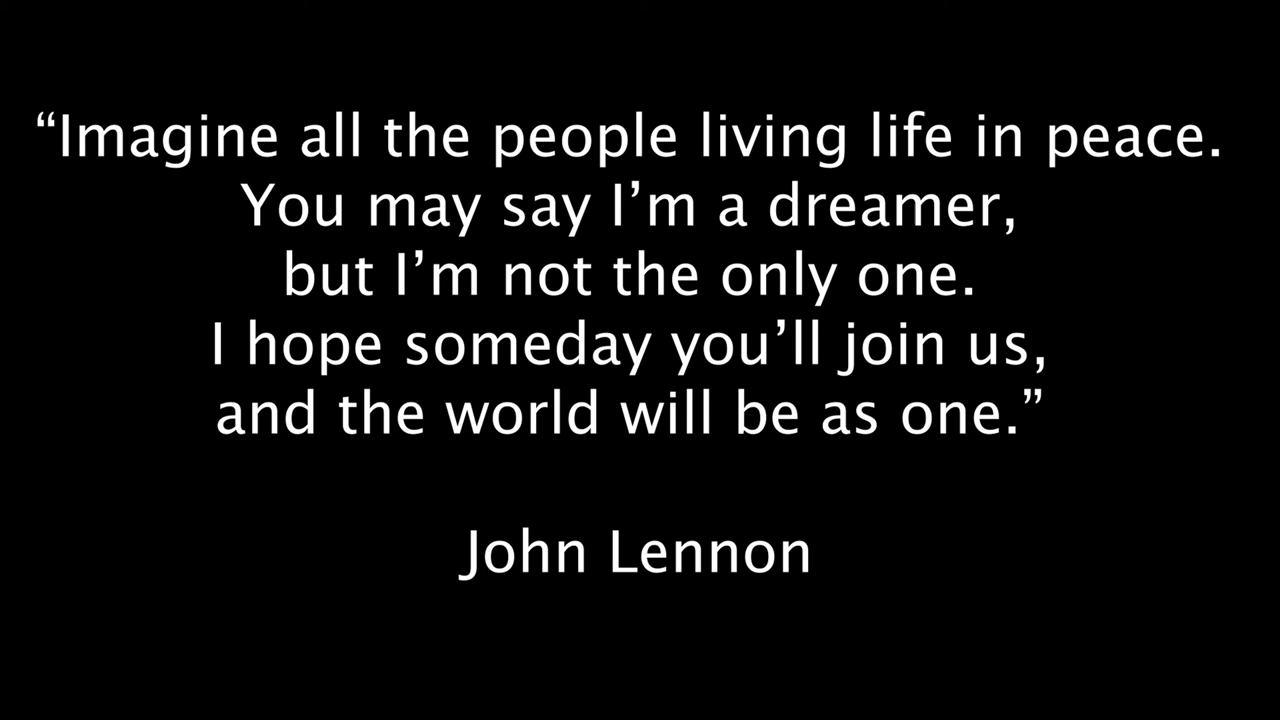 “Imagine all the people living life in peace.
You may say I’m a dreamer,
but I’m not the only one.
I hope someday you’ll join us,
and the world will be as one.”
John Lennon